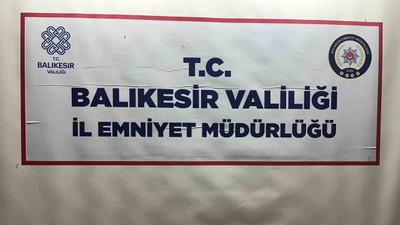 T.C.
BALIKESİR
VALİLİĞİ
T.C.
BALIKESİR VALİLİĞİ
İL EMNİYET MÜDÜRLÜĞÜ